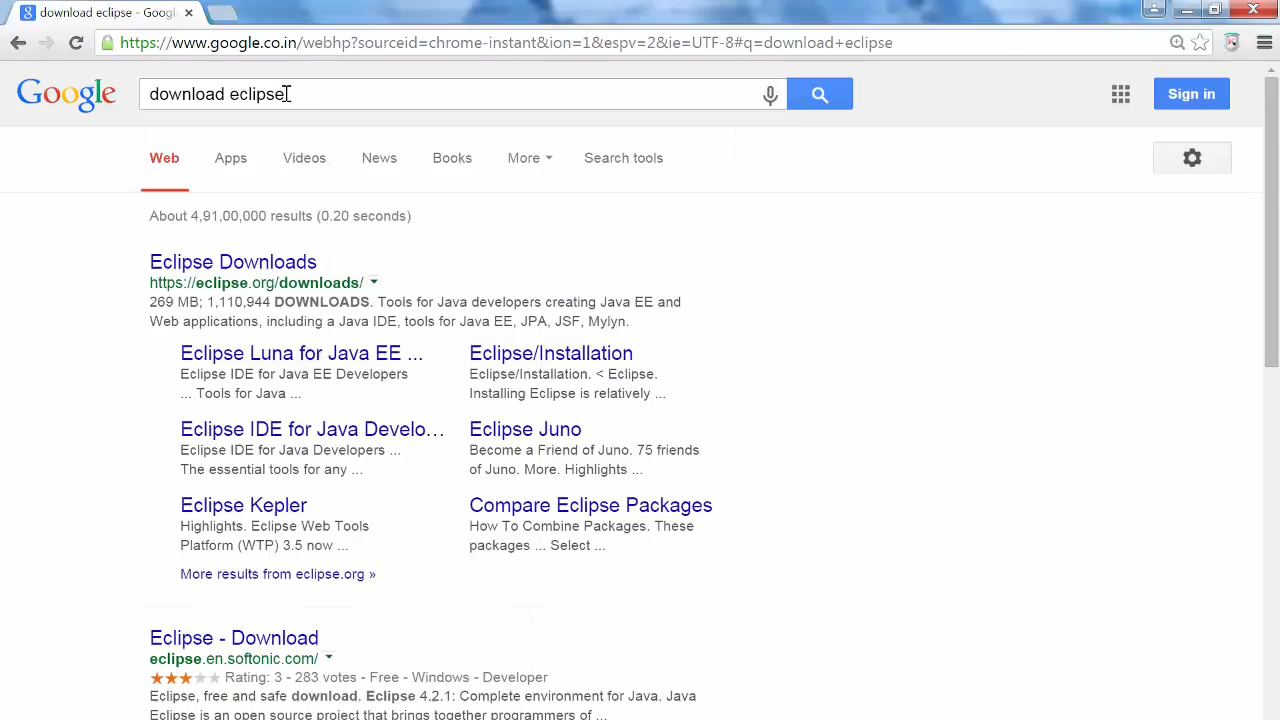 download eclipse - Google
https://www.google.co.in/webhp?sourceid=chrome-instant&ion=1&espv=2&ie=UTF-8#q=download+eclipse
Google
download eclipse
Sign in
Web Apps Videos News Books More Search tools
About 4,91,00,000 results (0.20 seconds)
Eclipse Downloads
https://eclipse.org/downloads/
269 MB; 1,110,944 DOWNLOADS. Tools for Java developers creating Java EE and
Web applications, including a Java IDE, tools for Java EE, JPA, JSF, Mylyn.
Eclipse Luna for Java EE ...
Eclipse IDE for Java EE Developers
... Tools for Java ...
Eclipse/Installation
Eclipse/Installation. < Eclipse.
Installing Eclipse is relatively ...
Eclipse IDE for Java Develo...
Eclipse IDE for Java Developers ...
The essential tools for any ...
Eclipse Juno
Become a Friend of Juno. 75 friends
of Juno. More. Highlights ...
Eclipse Kepler
Highlights. Eclipse Web Tools
Platform (WTP) 3.5 now ...
Compare Eclipse Packages
How To Combine Packages. These
packages ... Select ...
More results from eclipse.org »
Eclipse - Download
eclipse.en.softonic.com/
Rating: 3 - 283 votes - Free - Windows - Developer
Eclipse, free and safe download. Eclipse 4.2.1: Complete environment for Java. Java
Eclipse is an open source project that brings together programmers of ...